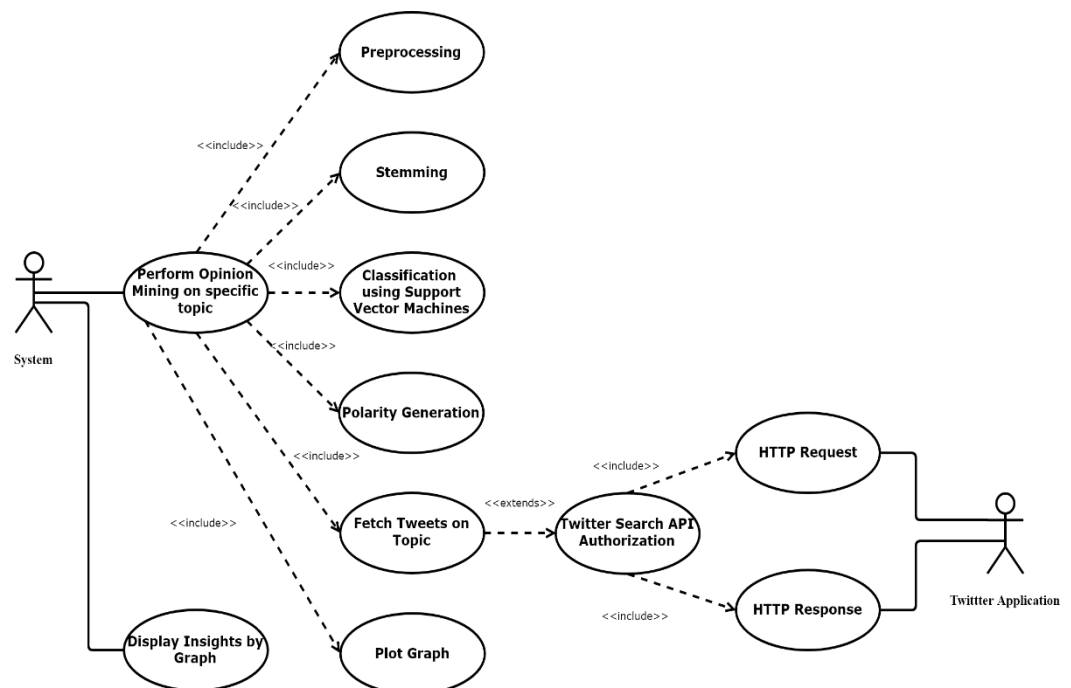 Preprocessing
<<include>>
Stemming
<<include>>
Perform Opinion
Mining on specific
topic
<<include>>
Classification
using Support
Vector Machines
System
<<include>>
Polarity Generation
<<include>>
<<include>>
HTTP Request
<<include>>
<<extends>>
Fetch Tweets on
Topic
Twitter Search API
Authorization
<<include>>
HTTP Response
Twittter Application
Display Insights by
Graph
Plot Graph